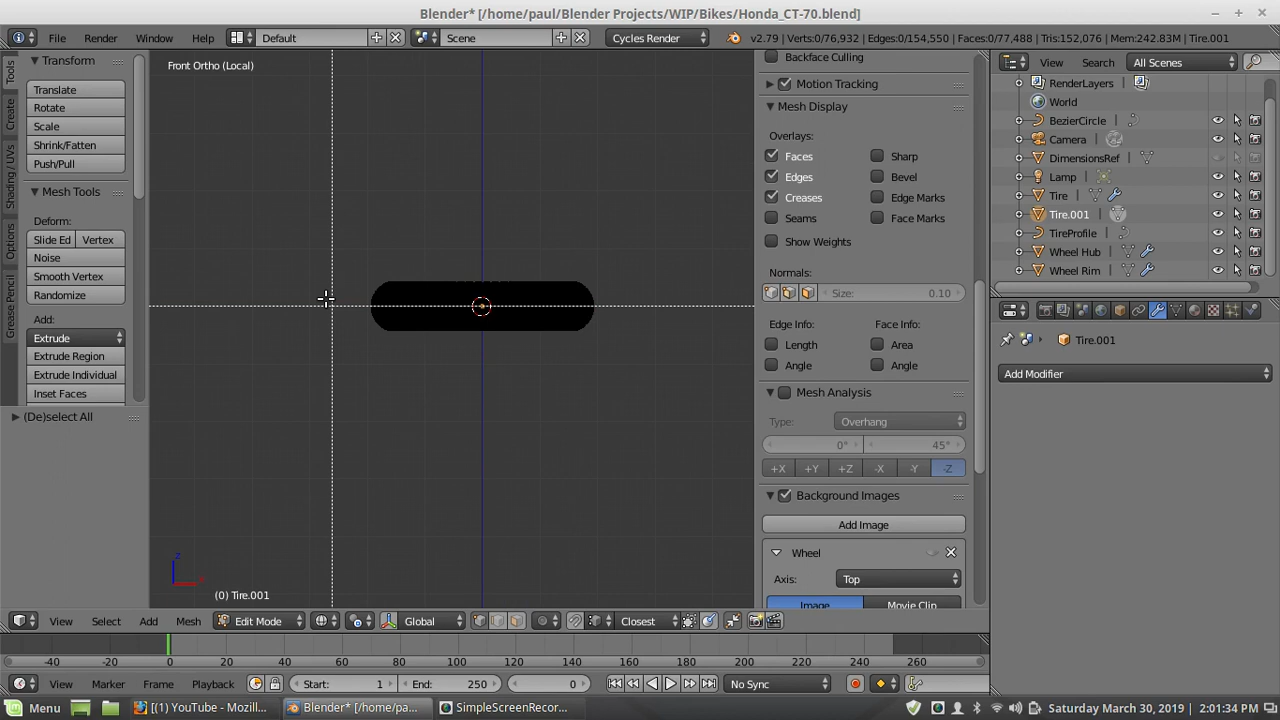 Blender* [/home/paul/Blender Projects/WIP/Bikes/Honda_CT-70.blend]
File Render Window Help Default Scene Cycles Render v2.79 | Verts:0/76,932 | Edges:0/154,550 | Faces:0/77,488 | Tris:152,076 | Mem:242.83M | Tire.001
Tools
Create
Shading / UVs
Options
Grease Pencil
Transform
Translate
Rotate
Scale
Shrink/Fatten
Push/Pull
Mesh Tools
Deform:
Slide Ed Vertex
Noise
Smooth Vertex
Randomize
Add:
Extrude
Extrude Region
Extrude Individual
Inset Faces
(De)select All
Front Ortho (Local)
z
x
(0) Tire.001
Backface Culling
Motion Tracking
Mesh Display
Overlays:
Faces Sharp
Edges Bevel
Creases Edge Marks
Seams Face Marks
Show Weights
Normals:
Size: 0.10
Edge Info: Face Info:
Length Area
Angle Angle
Mesh Analysis
Type: Overhang
0° 45°
+X +Y +Z -X -Y -Z
Background Images
Add Image
Wheel
Axis: Top
Image Movie Clip
View Search All Scenes
RenderLayers
World
BezierCircle
Camera
DimensionsRef
Lamp
Tire
Tire.001
TireProfile
Wheel Hub
Wheel Rim
Tire.001
Add Modifier
View Select Add Mesh Edit Mode Global Closest
-40 -20 0 20 40 60 80 100 120 140 160 180 200 220 240 260
View Marker Frame Playback Start: 1 End: 250 0 No Sync
Menu [(1) YouTube - Mozill... Blender* [/home/pa... SimpleScreenRecor... Saturday March 30, 2019 2:01:34 PM